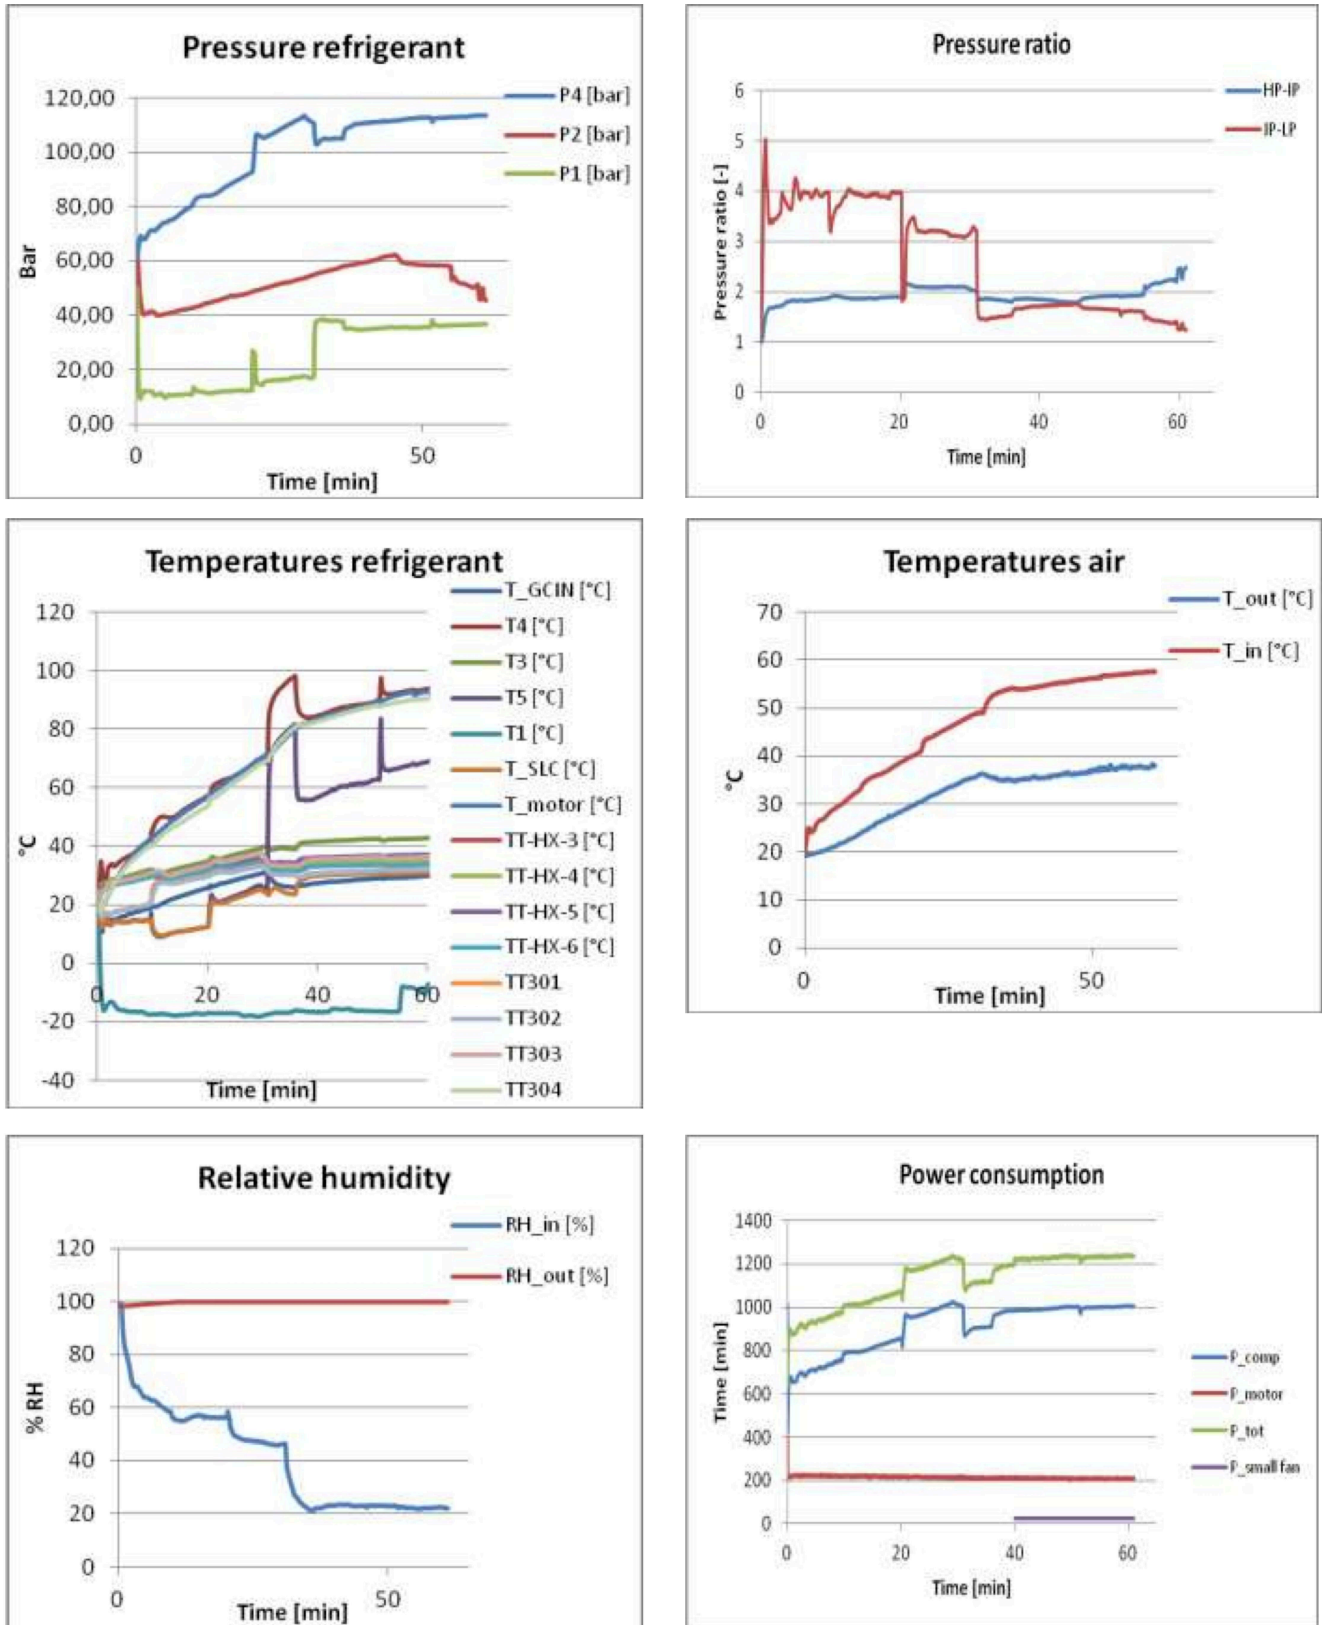 Pressure refrigerant
120,00
100,00
80,00
60,00
40,00
20,00
0,00
Bar
0
50
Time [min]
P4 [bar]
P2 [bar]
P1 [bar]
Pressure ratio
6
5
4
3
2
1
0
Pressure ratio [-]
0
20
40
60
Time [min]
HP-IP
IP-LP
Temperatures refrigerant
120
100
80
60
40
20
0
-20
-40
°C
0
20
40
60
Time [min]
T_GCIN [°C]
T4 [°C]
T3 [°C]
T5 [°C]
T1 [°C]
T_SLC [°C]
T_motor [°C]
TT-HX-3 [°C]
TT-HX-4 [°C]
TT-HX-5 [°C]
TT-HX-6 [°C]
TT301
TT302
TT303
TT304
Temperatures air
70
60
50
40
30
20
10
0
°C
0
50
Time [min]
T_out [°C]
T_in [°C]
Relative humidity
120
100
80
60
40
20
0
% RH
0
50
Time [min]
RH_in [%]
RH_out [%]
Power consumption
1400
1200
1000
800
600
400
200
0
Time [min]
0
20
40
60
Time [min]
P_comp
P_motor
P_tot
P_small fan